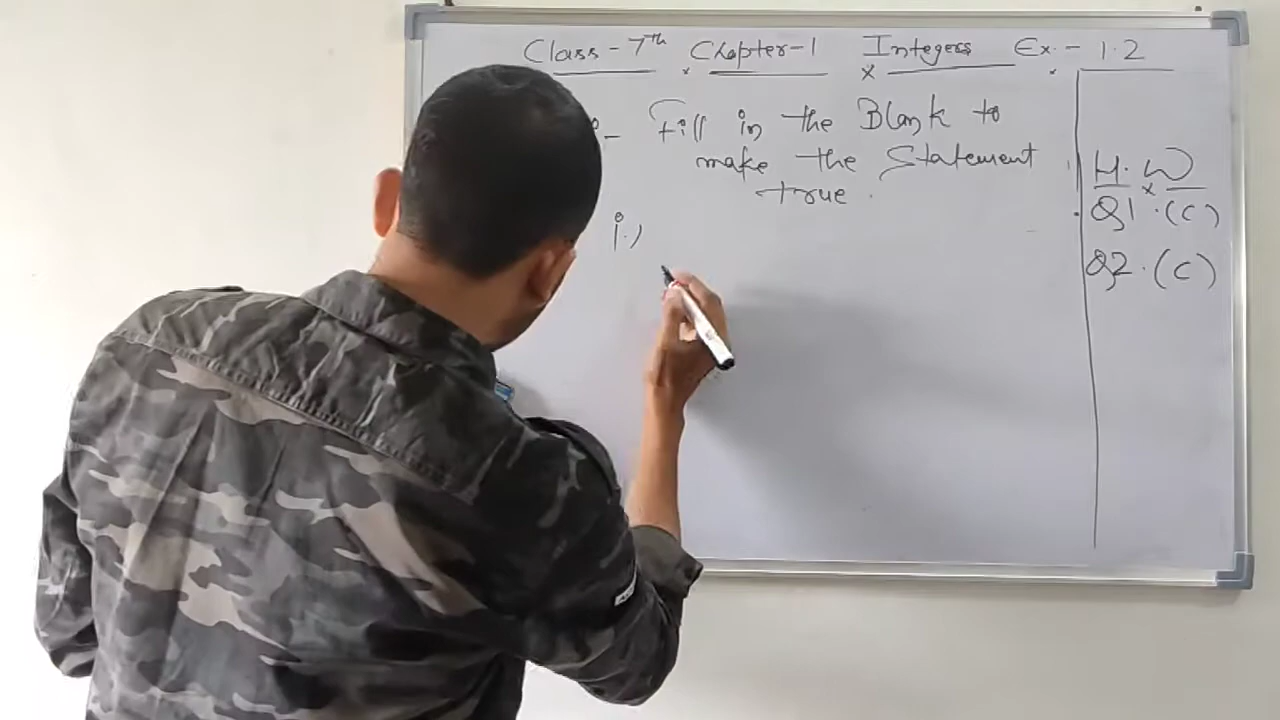 Class-7th Chapter-1 Integers Ex.-1.2
Fill in the Blank to
make the Statement
true.
i.)
H.W
Q1.(C)
Q2.(C)